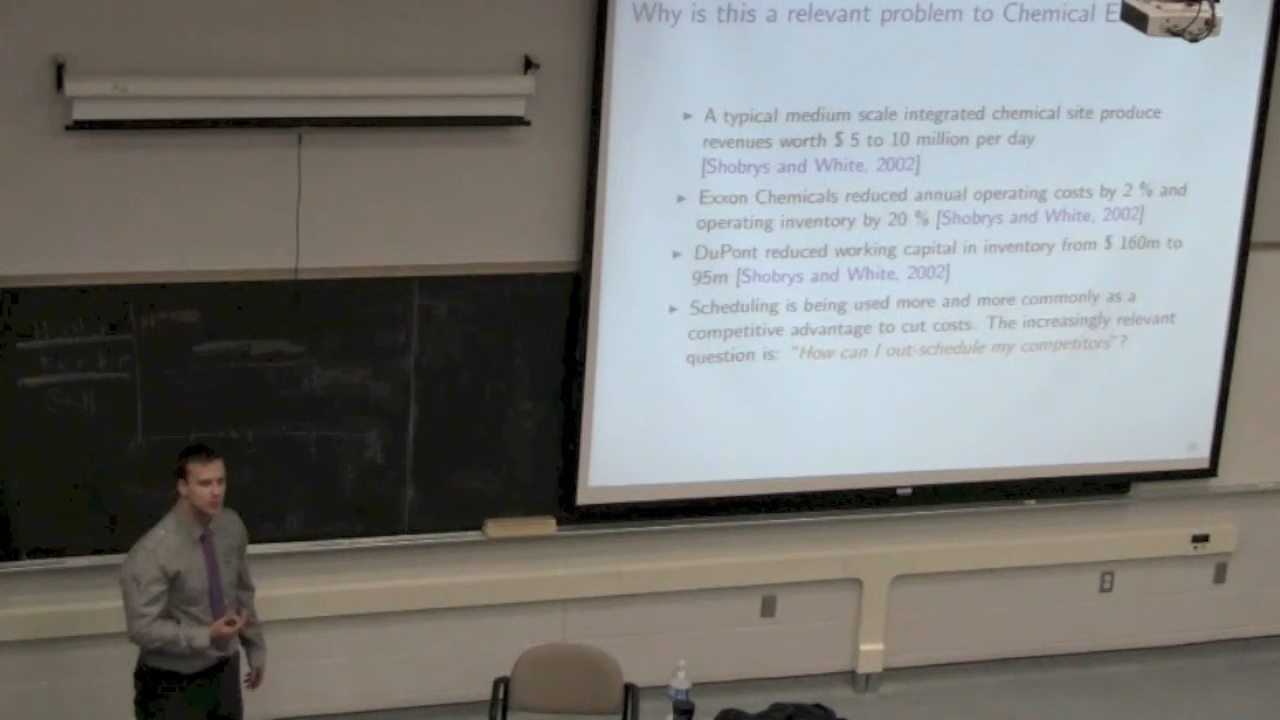 Why is this a relevant problem to Chemical E
► A typical medium scale integrated chemical site produce
revenues worth $ 5 to 10 million per day
[Shobrys and White, 2002]
► Exxon Chemicals reduced annual operating costs by 2 % and
operating inventory by 20 % [Shobrys and White, 2002]
► DuPont reduced working capital in inventory from $ 160m to
95m [Shobrys and White, 2002]
► Scheduling is being used more and more commonly as a
competitive advantage to cut costs. The increasingly relevant
question is: "How can I out-schedule my competitors"?